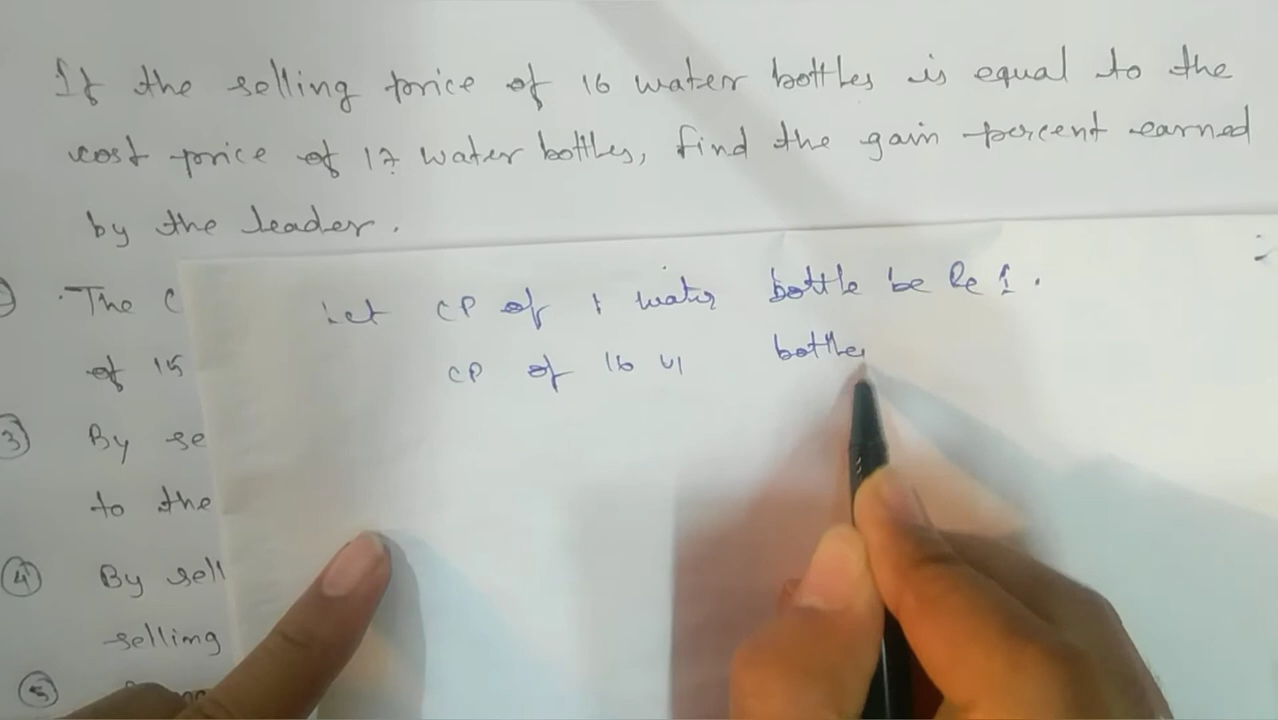 If the selling price of 16 water bottles is equal to the
cost price of 17 water bottles, find the gain percent earned
by the leader.
Let CP of 1 water bottle be Re 1.
CP of 16 " bottle
The C
of 15
③ By se
to the
④ By sell
selling
⑤